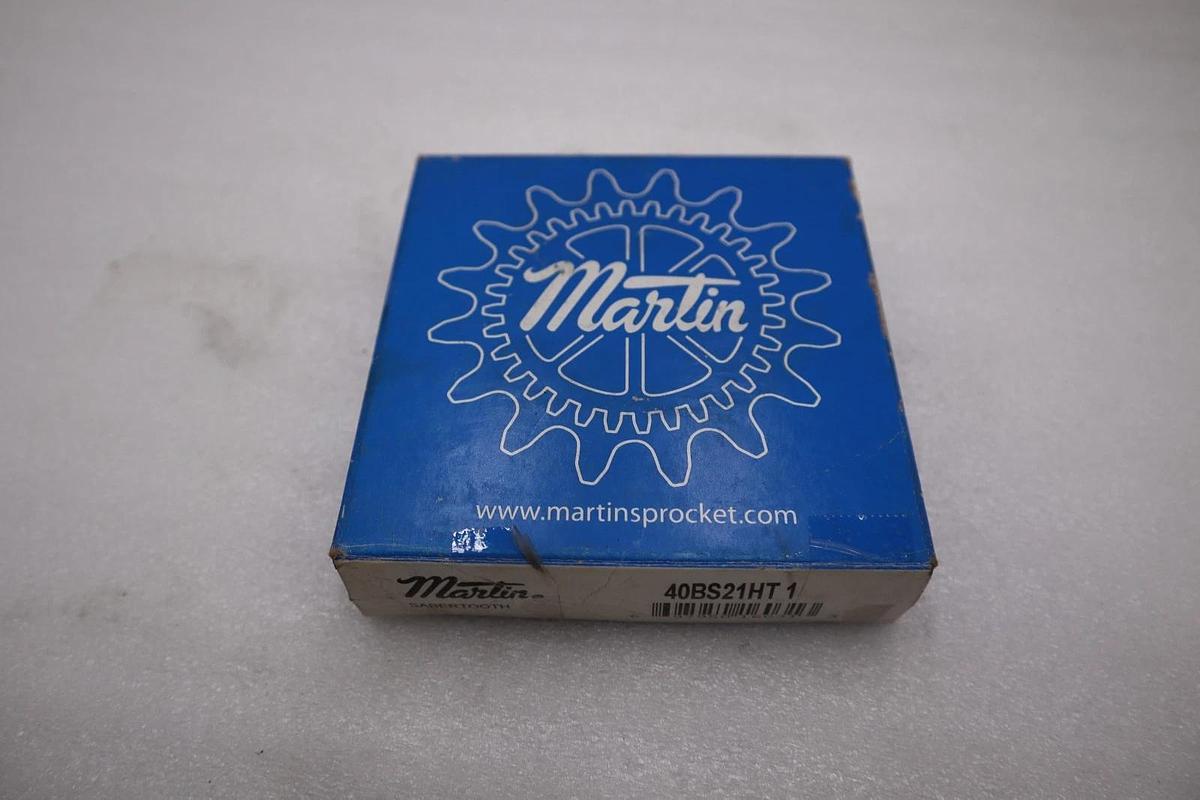 Martin
www.martinsprocket.com
Martin 40BS21HT 1
SABERTOOTH